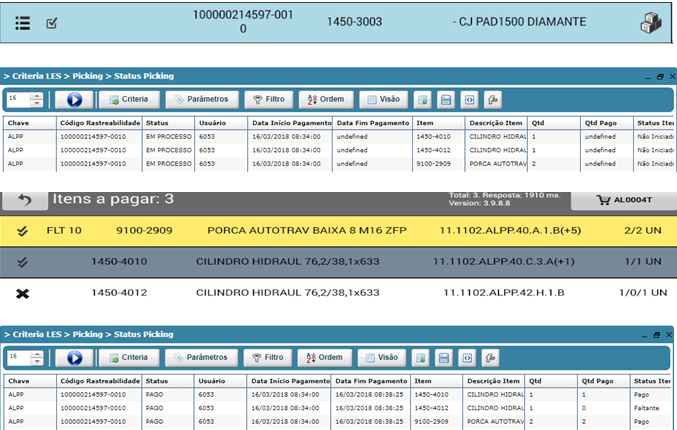 100000214597-001
0
1450-3003
- CJ PAD1500 DIAMANTE
> Criteria LES > Picking > Status Picking
16 Criteria Parâmetros Filtro Ordem Visão
Chave Código Rastreabilidade Status Usuário Data Início Pagamento Data Fim Pagamento Item Descrição Item Qtd Qtd Pago Status Iter
ALPP 100000214597-0010 EM PROCESSO 6053 16/03/2018 08:34:00 undefined 1450-4010 CILINDRO HIDRAL 1 undefined Não Iniciad
ALPP 100000214597-0010 EM PROCESSO 6053 16/03/2018 08:34:00 undefined 1450-4012 CILINDRO HIDRAL 1 undefined Não Iniciad
ALPP 100000214597-0010 EM PROCESSO 6053 16/03/2018 08:34:00 undefined 9100-2909 PORCA AUTOTRAV 2 undefined Não Iniciad
Itens a pagar: 3
Total: 3. Resposta: 1910 ms.
Version: 3.9.8.8
AL0004T
FLT 10 9100-2909 PORCA AUTOTRAV BAIXA 8 M16 ZFP 11.1102.ALPP.40.A.1.B(+5) 2/2 UN
1450-4010 CILINDRO HIDRAUL 76,2/38,1x633 11.1102.ALPP.40.C.3.A(+1) 1/1 UN
1450-4012 CILINDRO HIDRAUL 76,2/38,1x633 11.1102.ALPP.42.H.1.B 1/0/1 UN
> Criteria LES > Picking > Status Picking
16 Criteria Parâmetros Filtro Ordem Visão
Chave Código Rastreabilidade Status Usuário Data Início Pagamento Data Fim Pagamento Item Descrição Item Qtd Qtd Pago Status Iter
ALPP 100000214597-0010 PAGO 6053 16/03/2018 08:34:00 16/03/2018 08:38:25 1450-4010 CILINDRO HIDRAL 1 1 Pago
ALPP 100000214597-0010 PAGO 6053 16/03/2018 08:34:00 16/03/2018 08:38:25 1450-4012 CILINDRO HIDRAL 1 0 Faltante
ALPP 100000214597-0010 PAGO 6053 16/03/2018 08:34:00 16/03/2018 08:38:25 9100-2909 PORCA AUTOTRAV 2 2 Pago